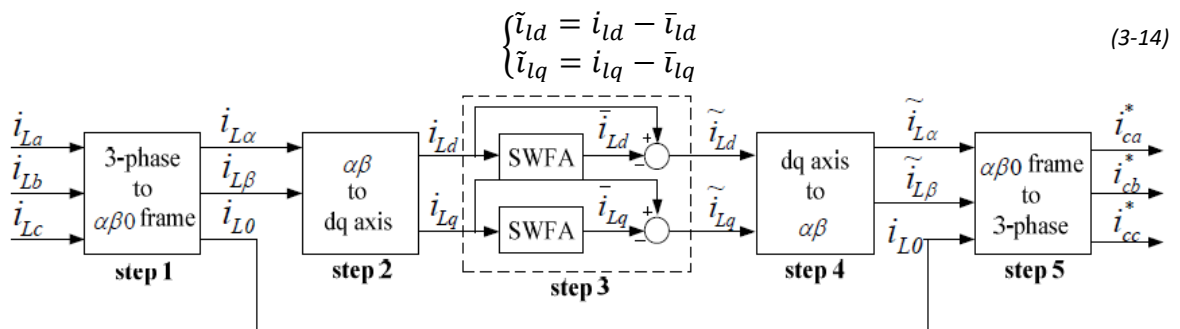 {ĩ_ld = i_ld − ī_ld
ĩ_lq = i_lq − ī_lq
(3-14)
i_La
i_Lb
i_Lc
3-phase
to
αβ0 frame
step 1
i_Lα
i_Lβ
i_L0
αβ
to
dq axis
step 2
i_Ld
i_Lq
SWFA
SWFA
ī_Ld
ī_Lq
+
−
+
−
step 3
ĩ_Ld
ĩ_Lq
dq axis
to
αβ
step 4
ĩ_Lα
ĩ_Lβ
i_L0
αβ0 frame
to
3-phase
step 5
i*_ca
i*_cb
i*_cc